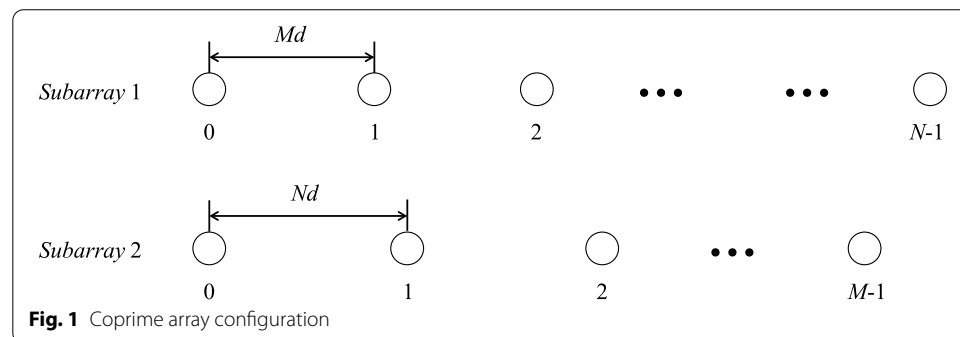 Md
Subarray 1
0 1 2 N-1
Nd
Subarray 2
0 1 2 M-1
Fig. 1 Coprime array configuration